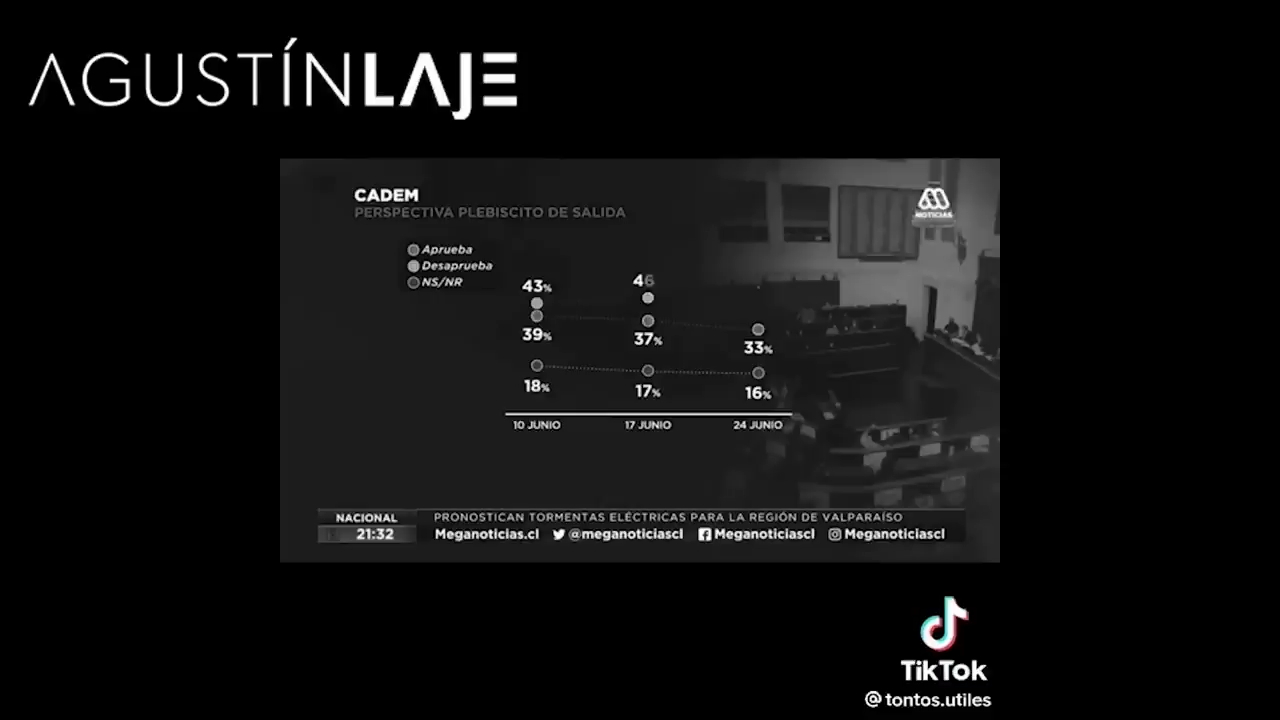 AGUSTÍNLAJE
CADEM
PERSPECTIVA PLEBISCITO DE SALIDA
NOTICIAS
Aprueba
Desaprueba
NS/NR
43% 46
39% 37% 33%
18% 17% 16%
10 JUNIO 17 JUNIO 24 JUNIO
NACIONAL PRONOSTICAN TORMENTAS ELÉCTRICAS PARA LA REGIÓN DE VALPARAÍSO
21:32 Meganoticias.cl @meganoticiascl Meganoticiascl Meganoticiascl
TikTok
@tontos.utiles